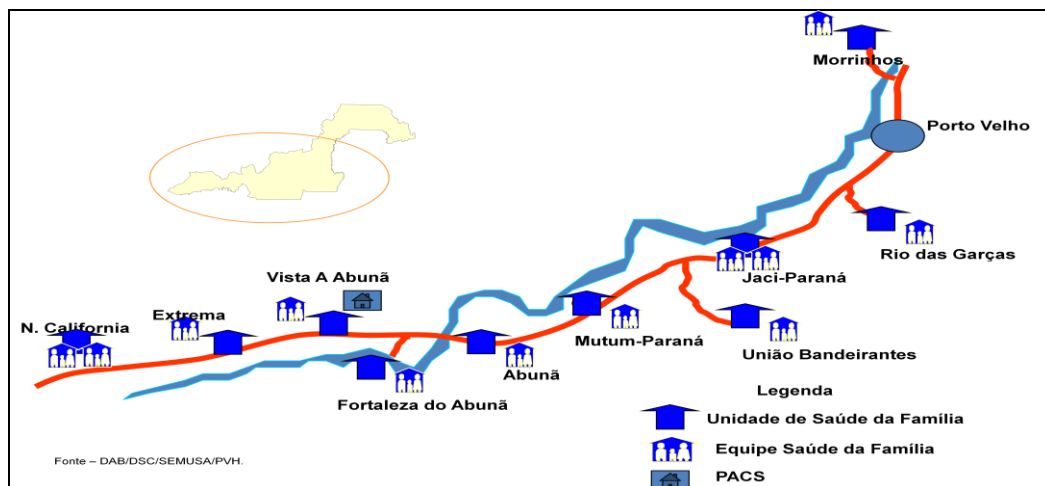 Morrinhos
Porto Velho
Rio das Garças
Jaci-Paraná
Vista A Abunã
Extrema
N. California
Mutum-Paraná
União Bandeirantes
Abunã
Fortaleza do Abunã
Legenda
Unidade de Saúde da Família
Equipe Saúde da Família
Fonte – DAB/DSC/SEMUSA/PVH.
PACS